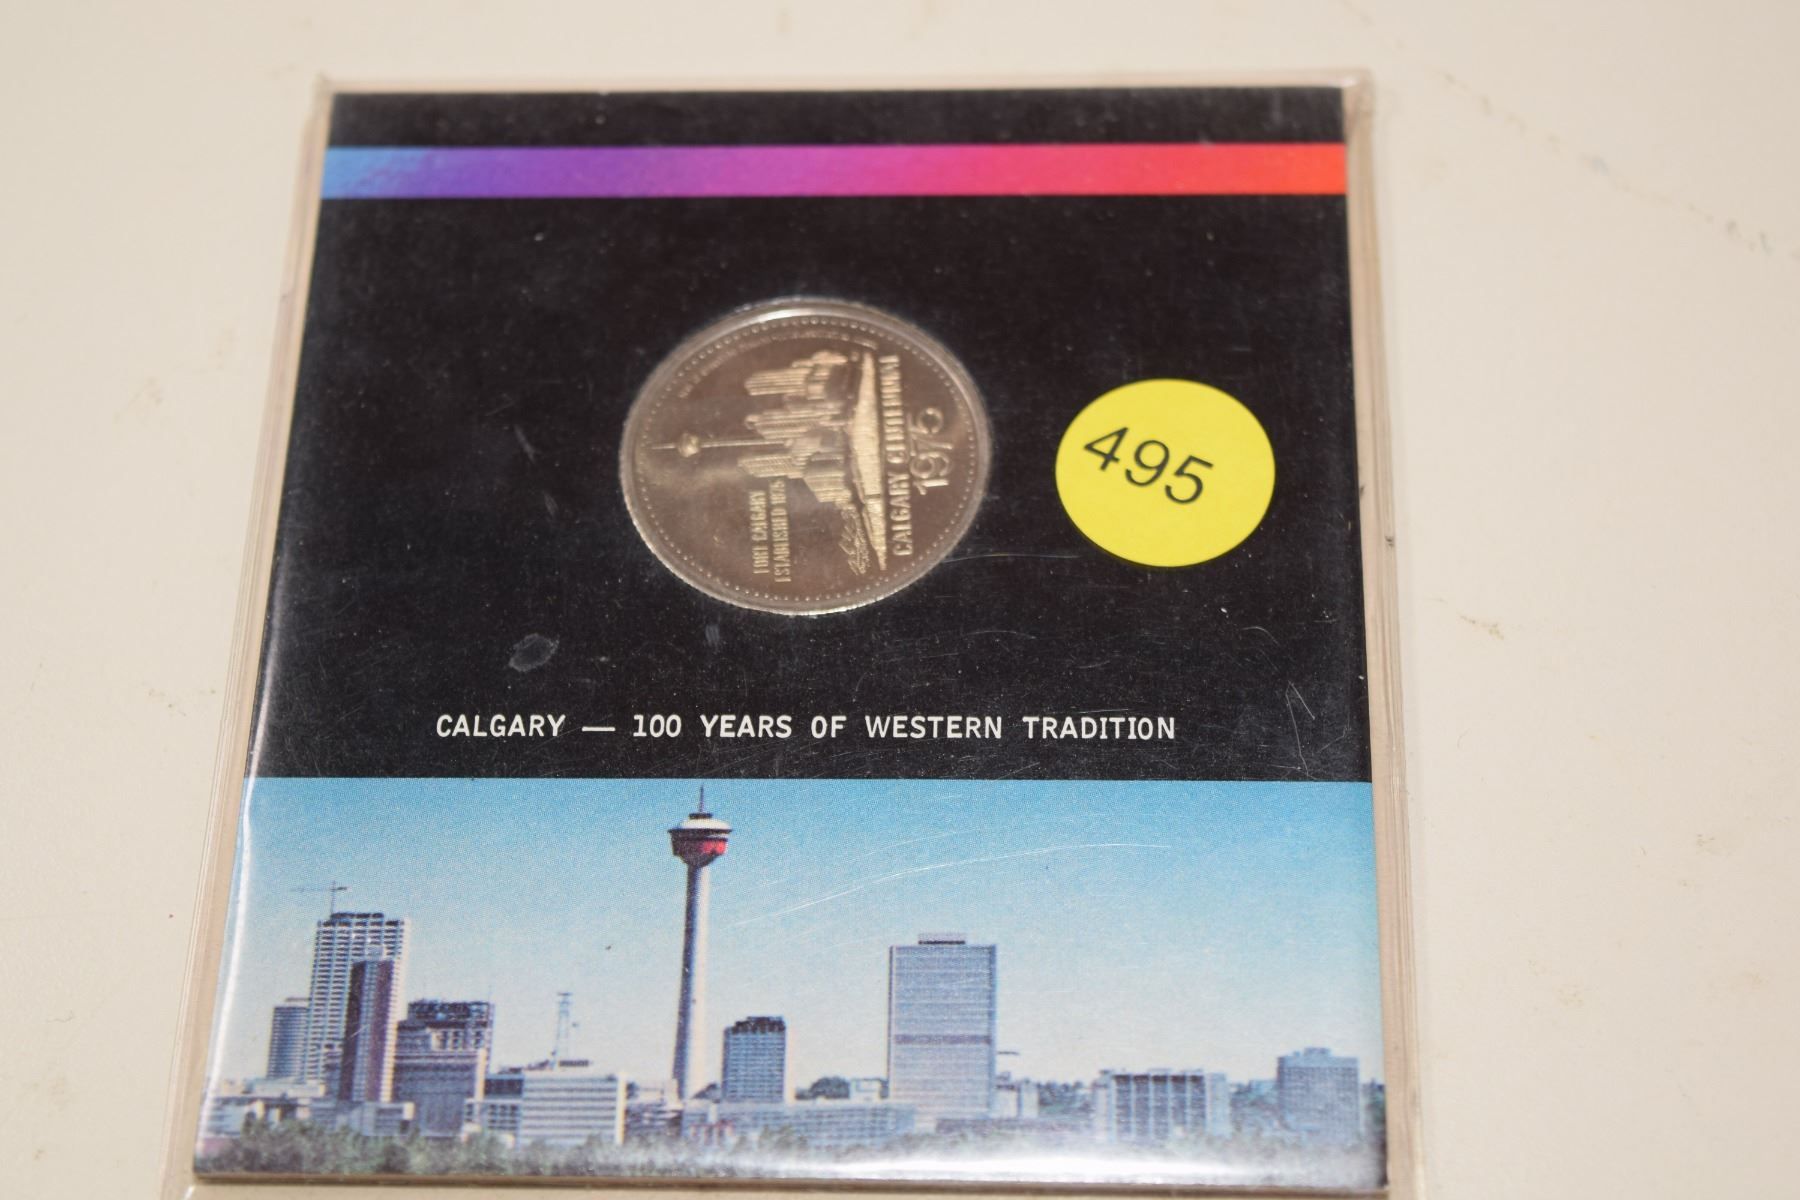 FORT CALGARY
ESTABLISHED 1875
CALGARY CENTENNIAL
1975
495
CALGARY — 100 YEARS OF WESTERN TRADITION